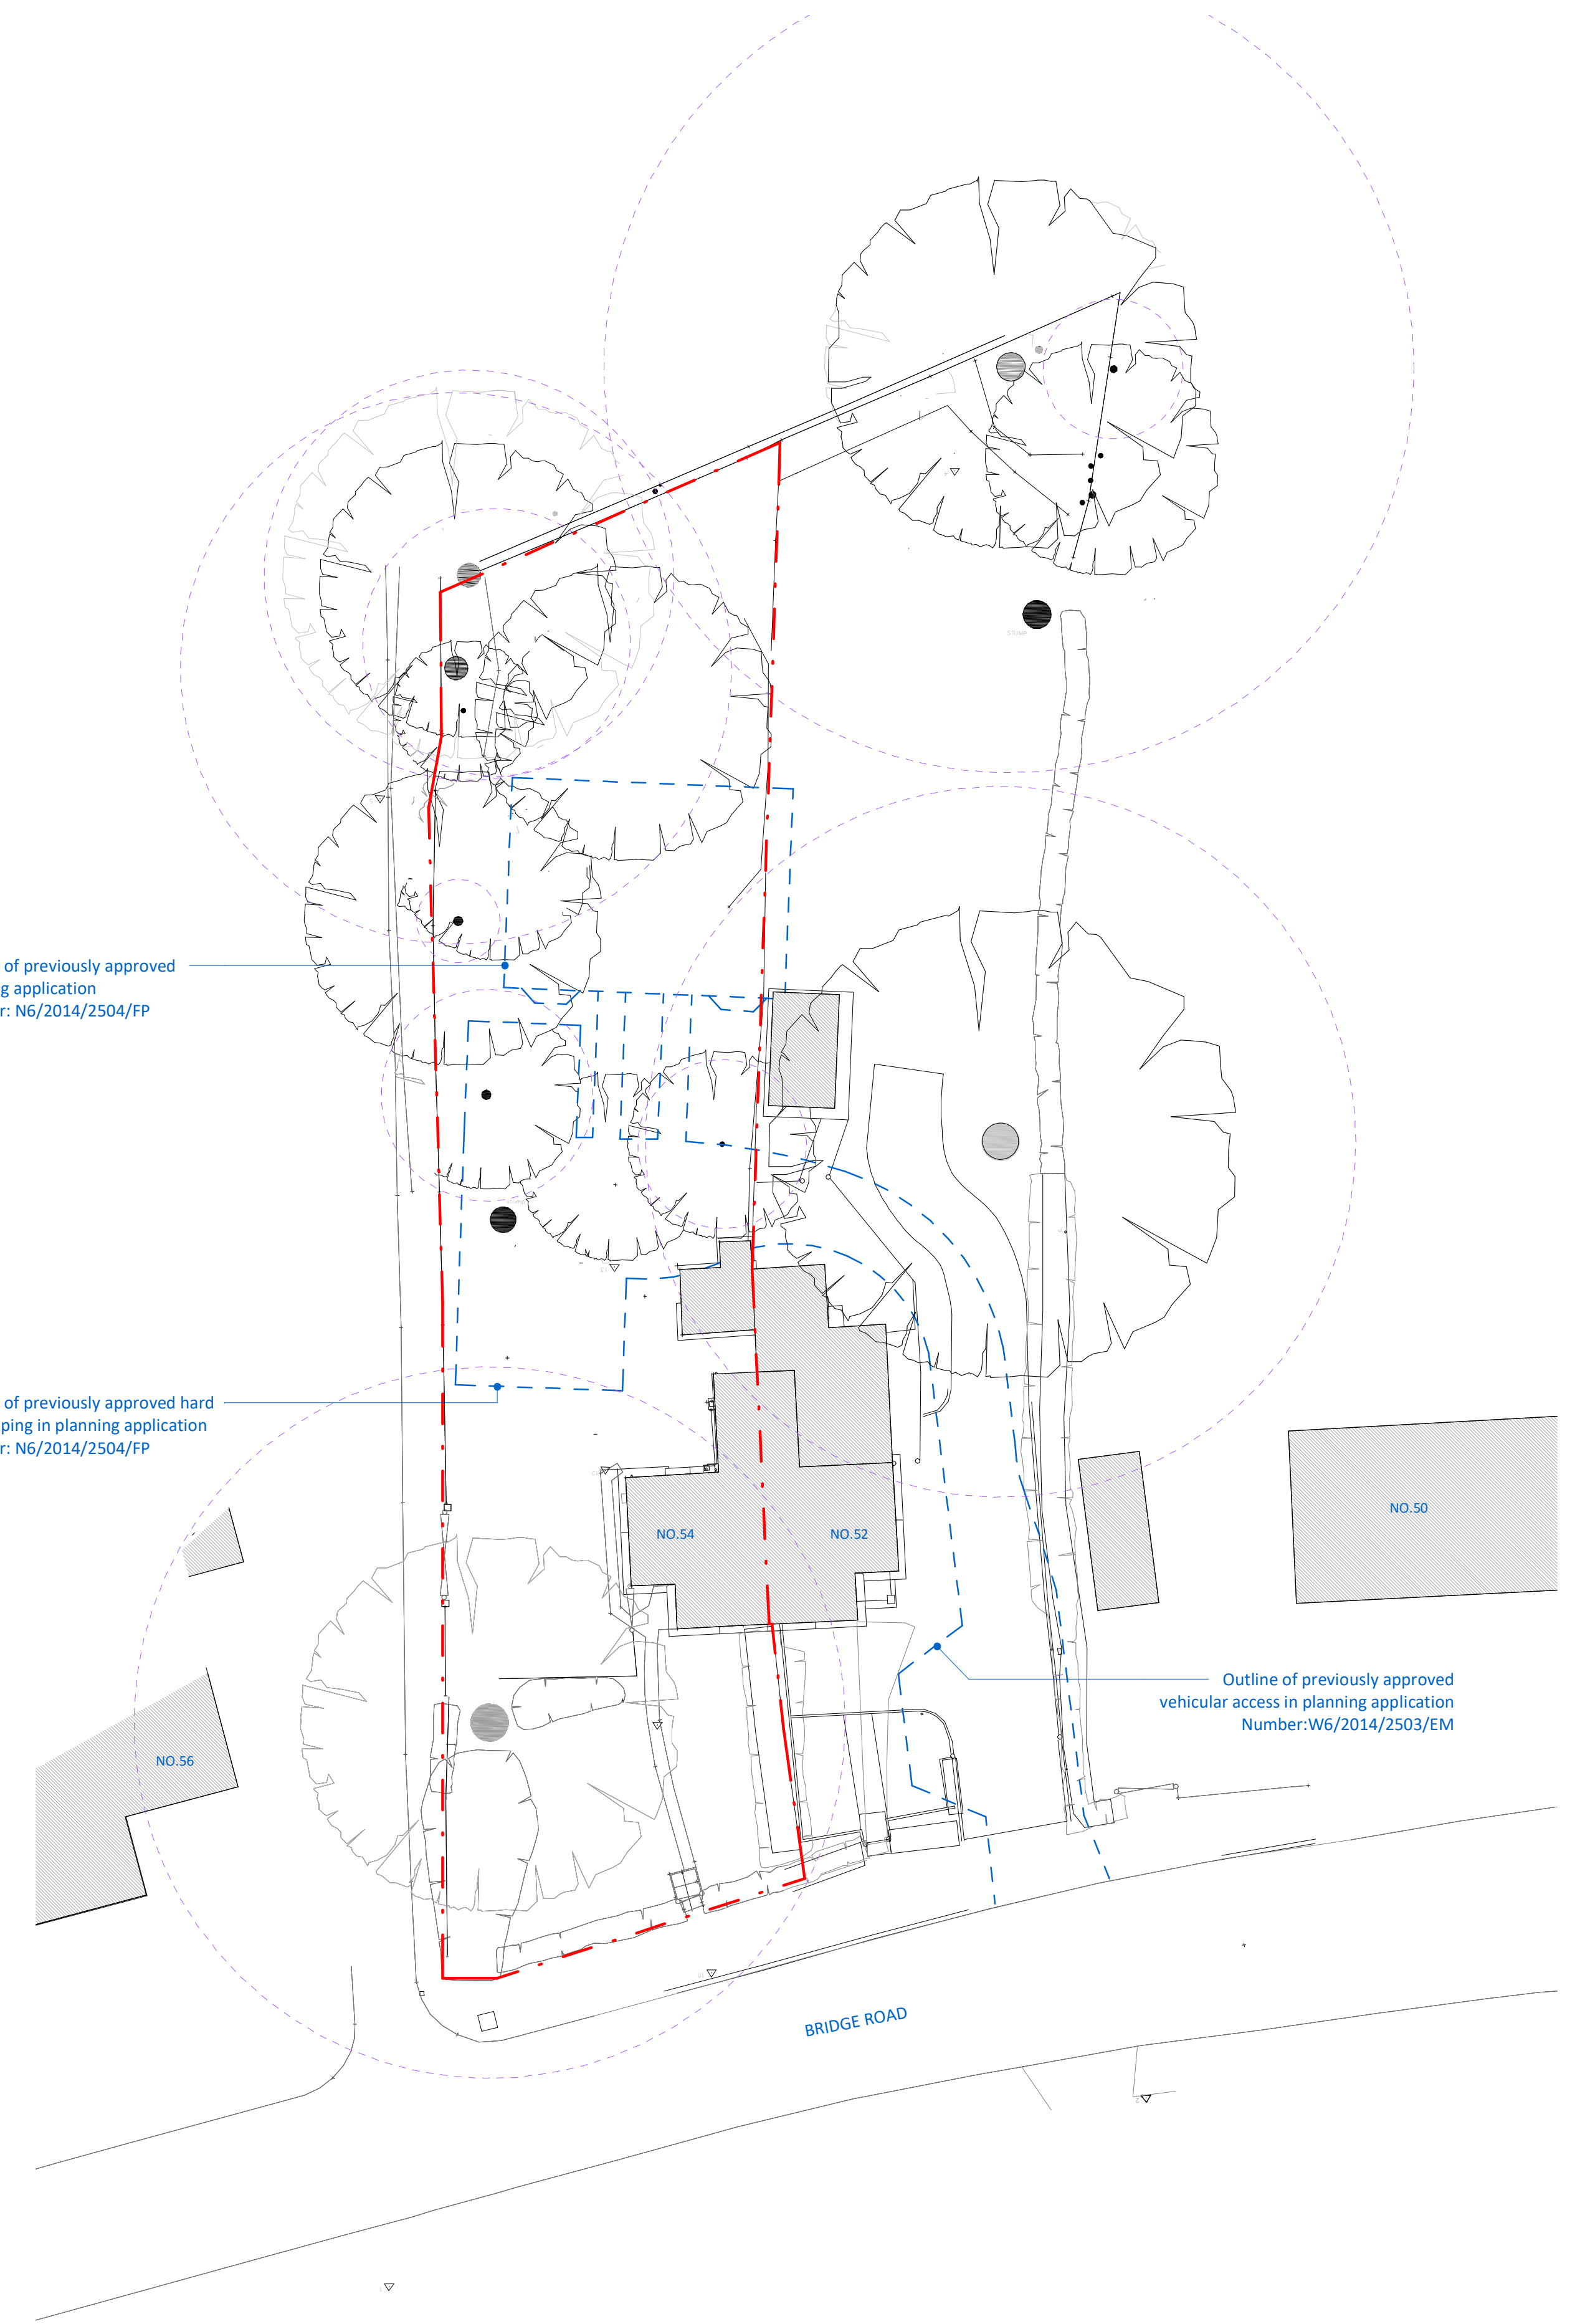 of previously approved
g application
r: N6/2014/2504/FP
of previously approved hard
ping in planning application
r: N6/2014/2504/FP
NO.54
NO.52
NO.50
Outline of previously approved
vehicular access in planning application
Number:W6/2014/2503/EM
NO.56
BRIDGE ROAD